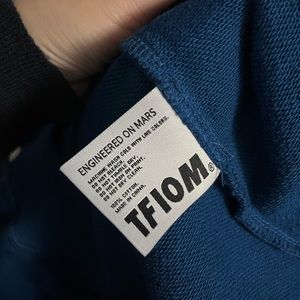 ENGINEERED ON MARS
MACHINE WASH COLD WITH LIKE COLORS.
DO NOT BLEACH.
DO NOT TUMBLE DRY.
DO NOT IRON ON PRINT.
DO NOT DRY CLEAN.
100% COTTON.
MADE IN CHINA.
TFIOM®